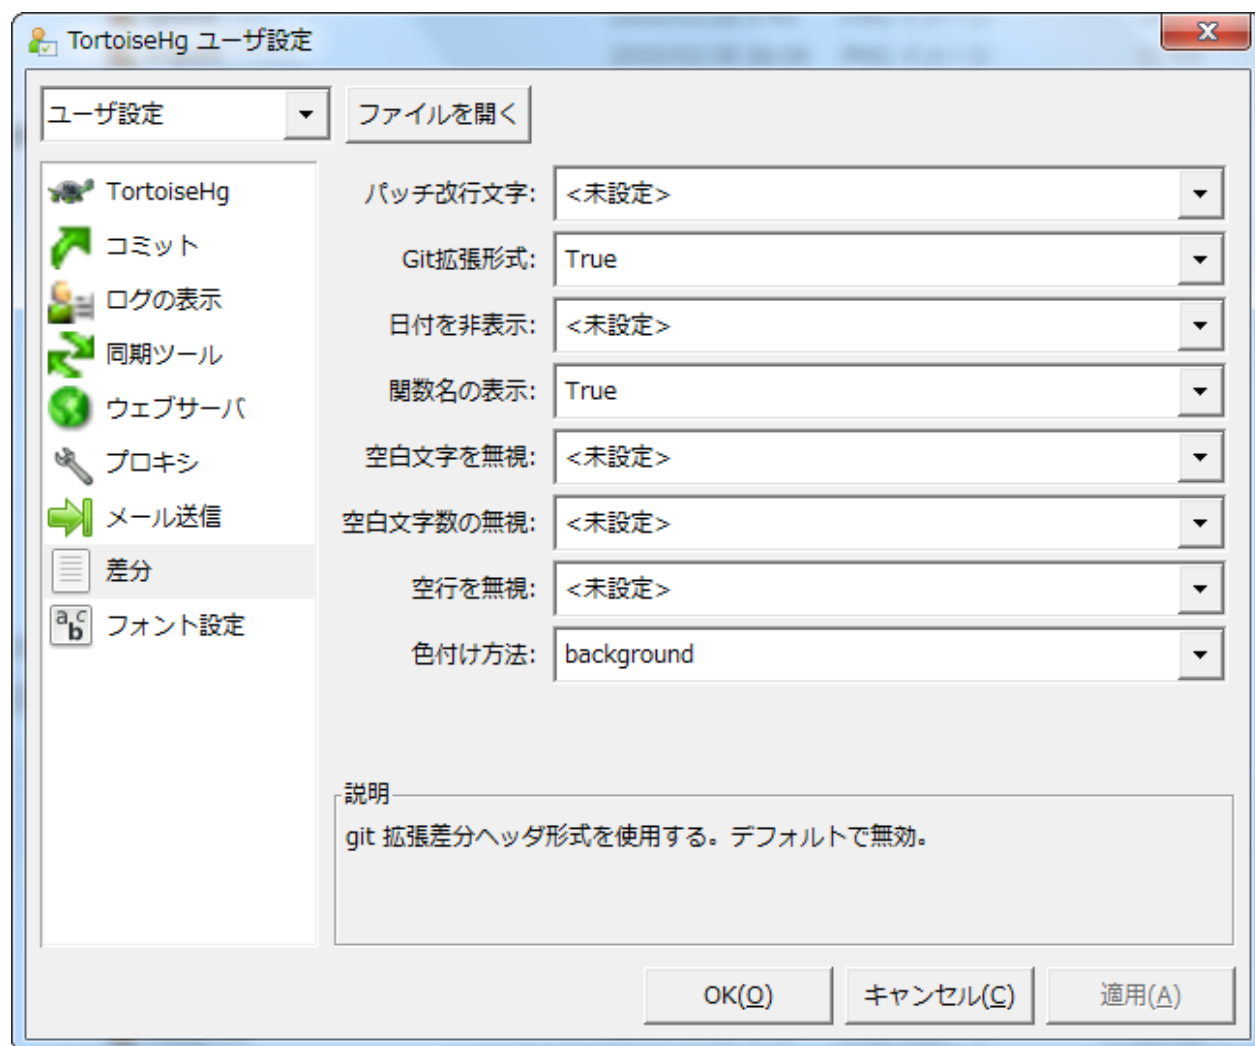 TortoiseHg ユーザ設定
ユーザ設定
ファイルを開く
TortoiseHg
コミット
ログの表示
同期ツール
ウェブサーバ
プロキシ
メール送信
差分
フォント設定
パッチ改行文字: <未設定>
Git拡張形式: True
日付を非表示: <未設定>
関数名の表示: True
空白文字を無視: <未設定>
空白文字数の無視: <未設定>
空行を無視: <未設定>
色付け方法: background
説明
git 拡張差分ヘッダ形式を使用する。デフォルトで無効。
OK(O)
キャンセル(C)
適用(A)